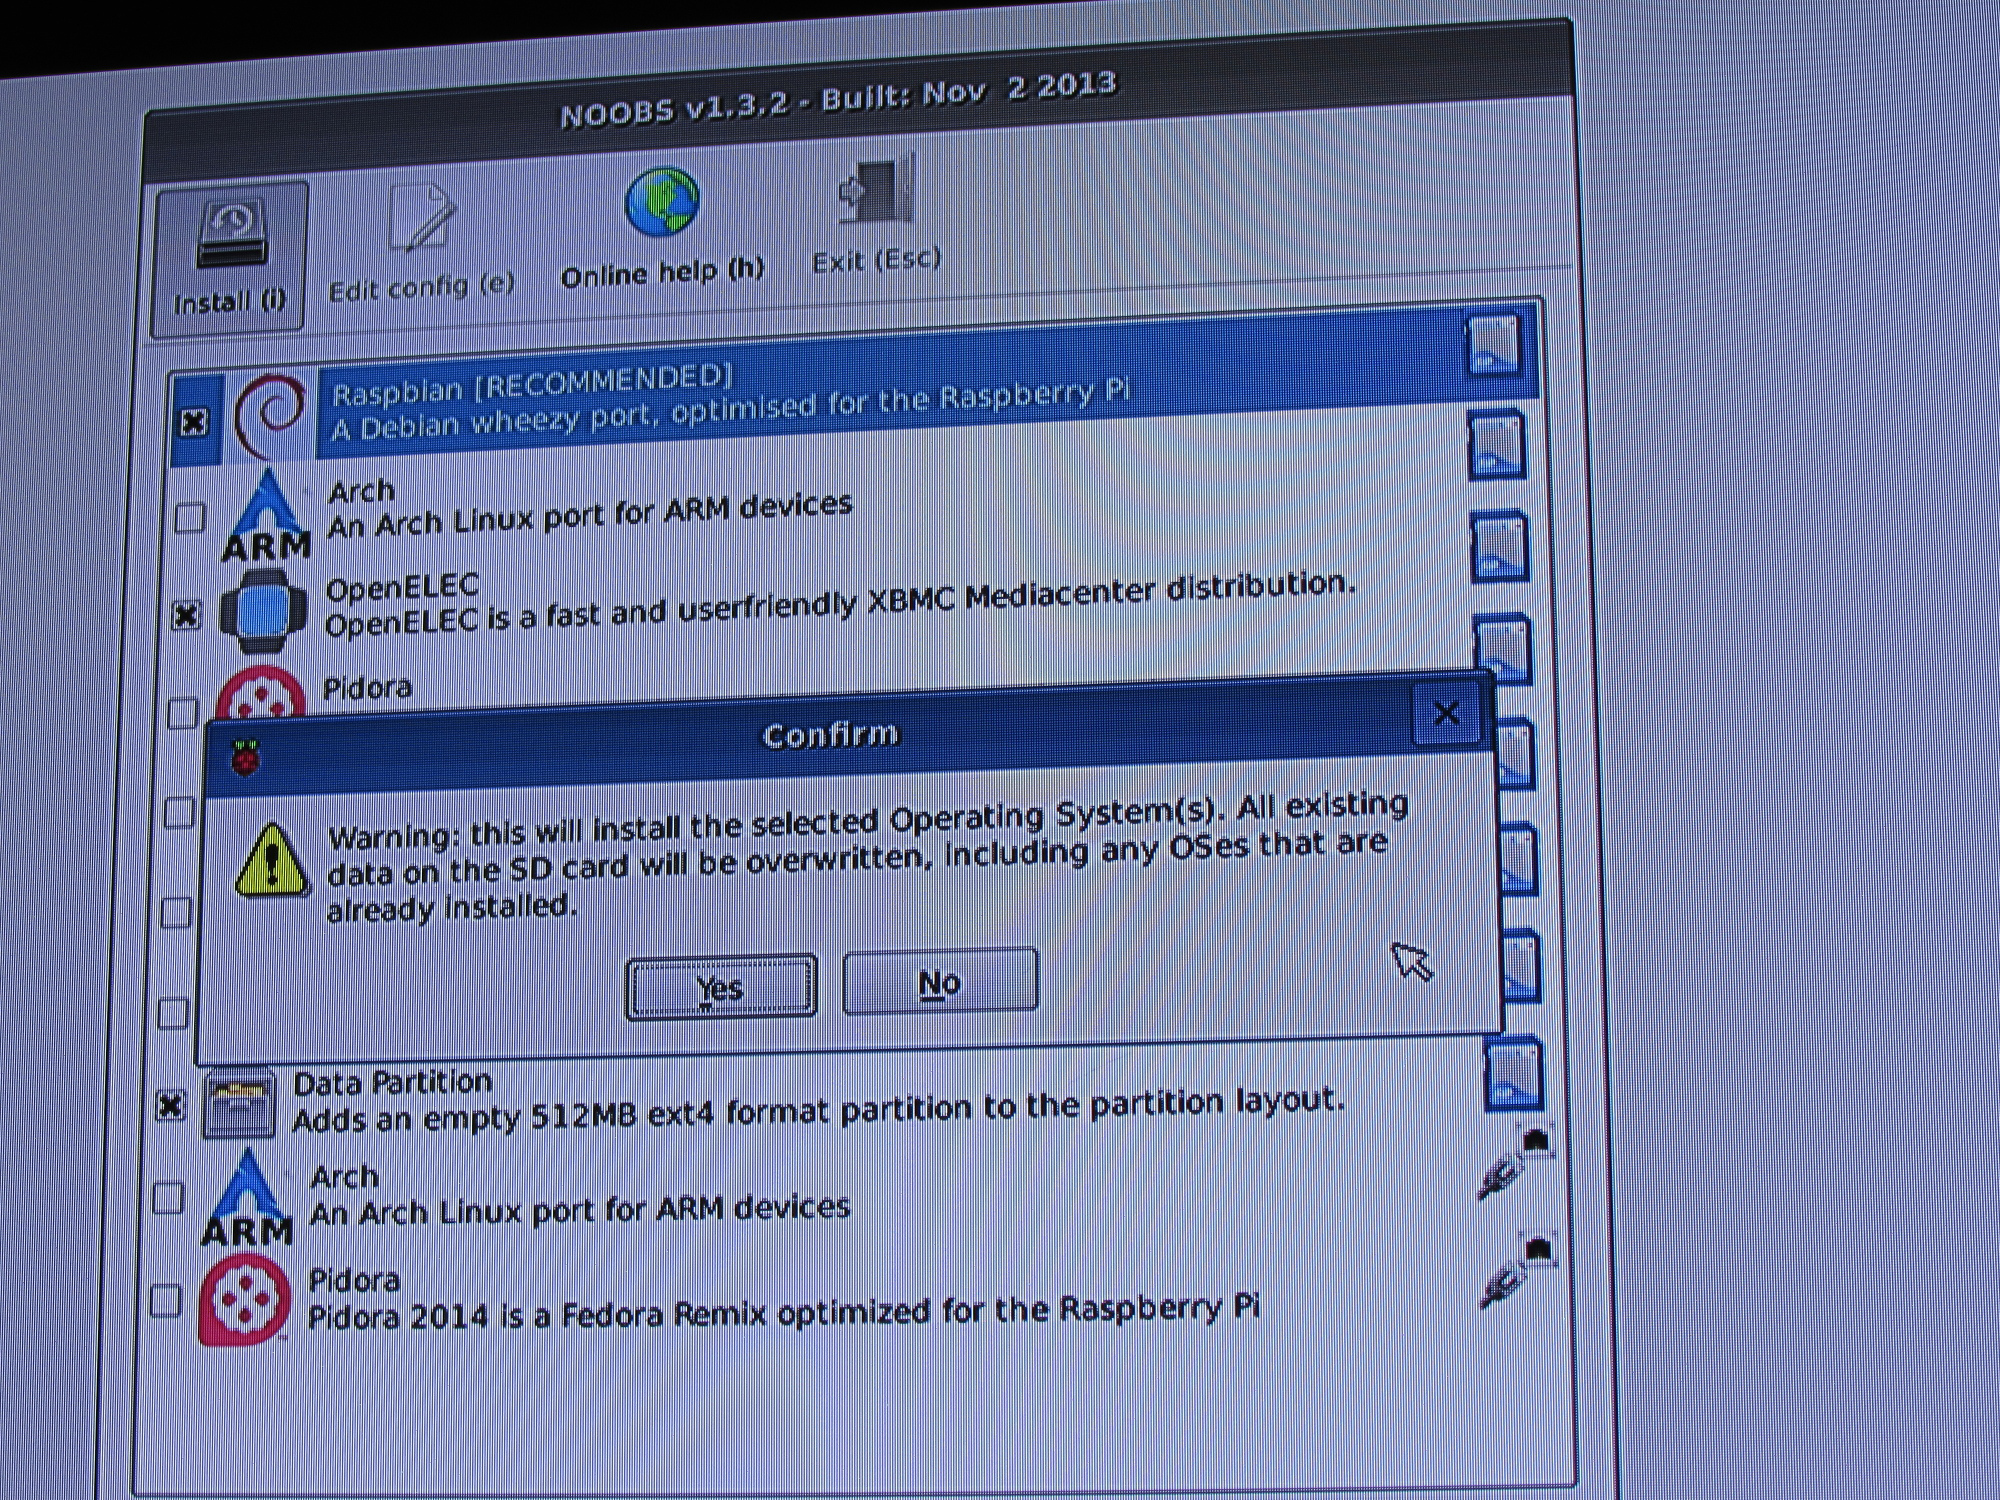 NOOBS v1.3.2 - Built: Nov  2 2013
Install (i)
Edit config (e)
Online help (h)
Exit (Esc)
Raspbian [RECOMMENDED]
A Debian wheezy port, optimised for the Raspberry Pi
ARM
Arch
An Arch Linux port for ARM devices
OpenELEC
OpenELEC is a fast and userfriendly XBMC Mediacenter distribution.
Pidora
Confirm
Warning: this will install the selected Operating System(s). All existing
data on the SD card will be overwritten, including any OSes that are
already installed.
Yes
No
Data Partition
Adds an empty 512MB ext4 format partition to the partition layout.
ARM
Arch
An Arch Linux port for ARM devices
Pidora
Pidora 2014 is a Fedora Remix optimized for the Raspberry Pi